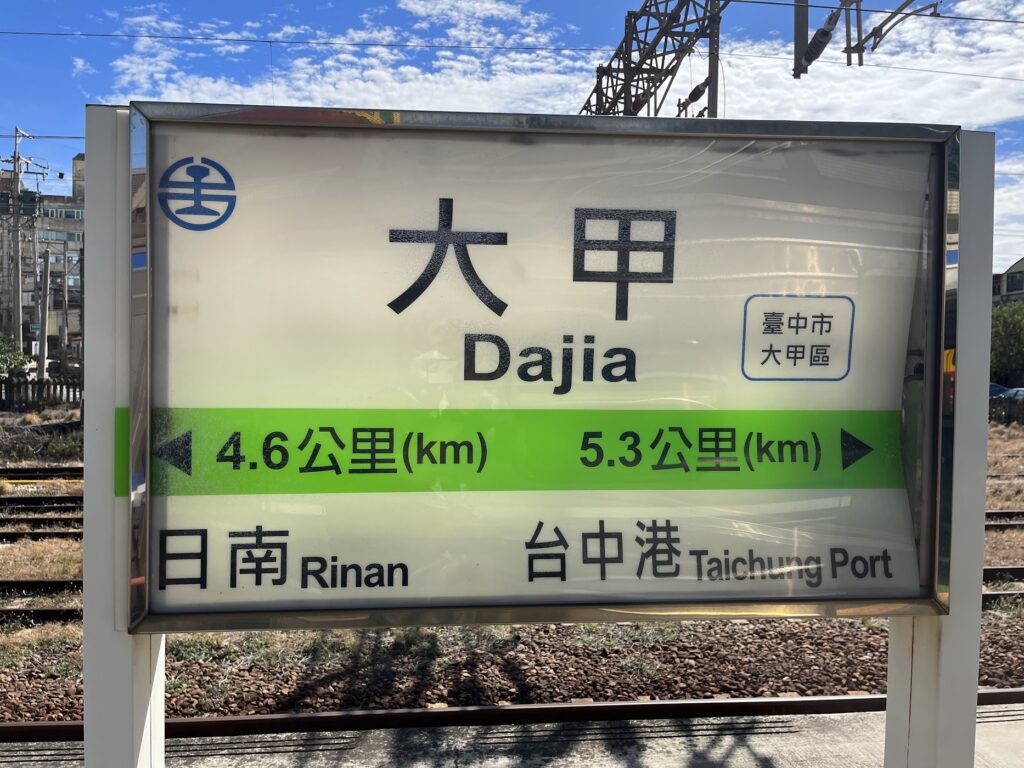 大甲
Dajia
臺中市
大甲區
4.6公里(km) 5.3公里(km)
日南 Rinan 台中港 Taichung Port